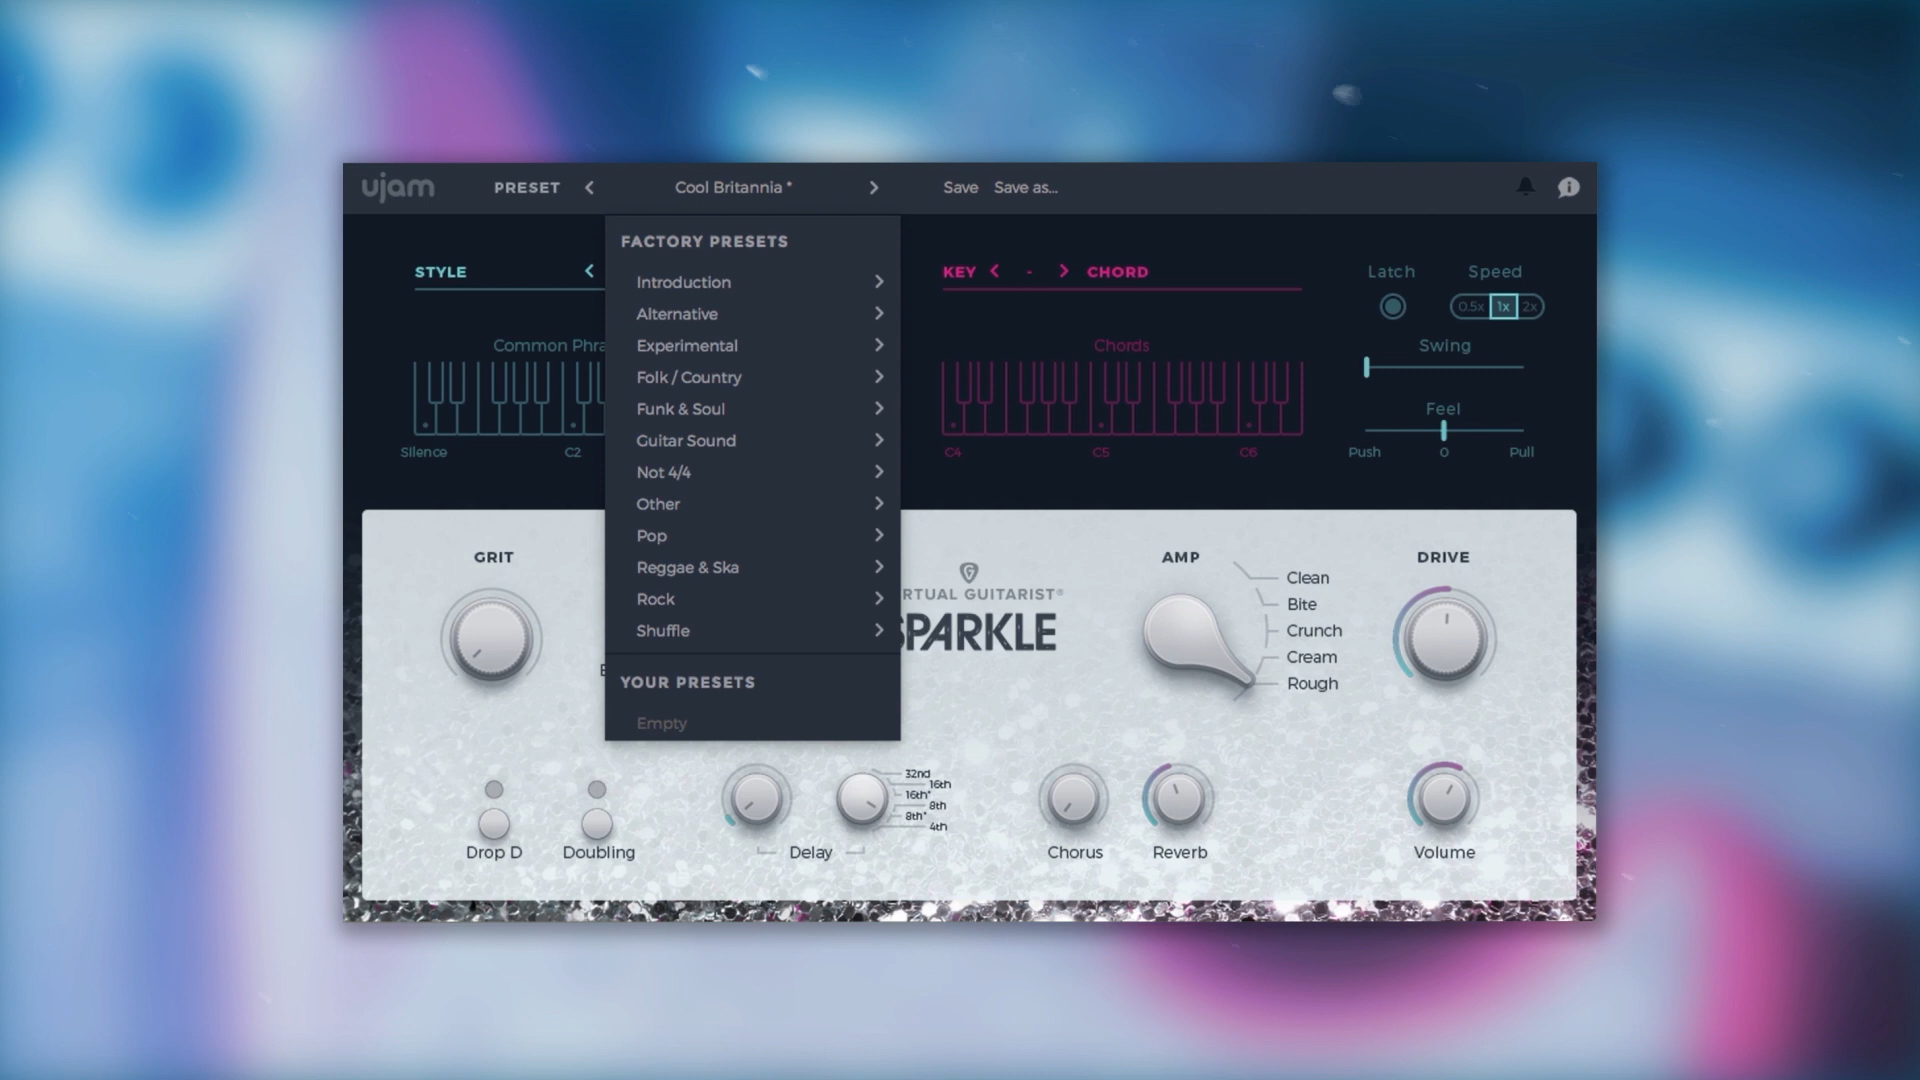 ujam PRESET Cool Britannia * Save Save as...
FACTORY PRESETS
STYLE KEY - CHORD Latch Speed
Introduction
0.5x 1x 2x
Alternative
Common Phra Experimental Chords Swing
Folk / Country
Funk & Soul Feel
Guitar Sound
Silence C2 C4 C5 C6 Push 0 Pull
Not 4/4
Other
Pop
GRIT AMP DRIVE
Reggae & Ska Clean
RTUAL GUITARIST®
Rock Bite
SPARKLE
Shuffle Crunch
Cream
YOUR PRESETS Rough
Empty
32nd
16th
16th*
8th
8th*
4th
Drop D Doubling Delay Chorus Reverb Volume